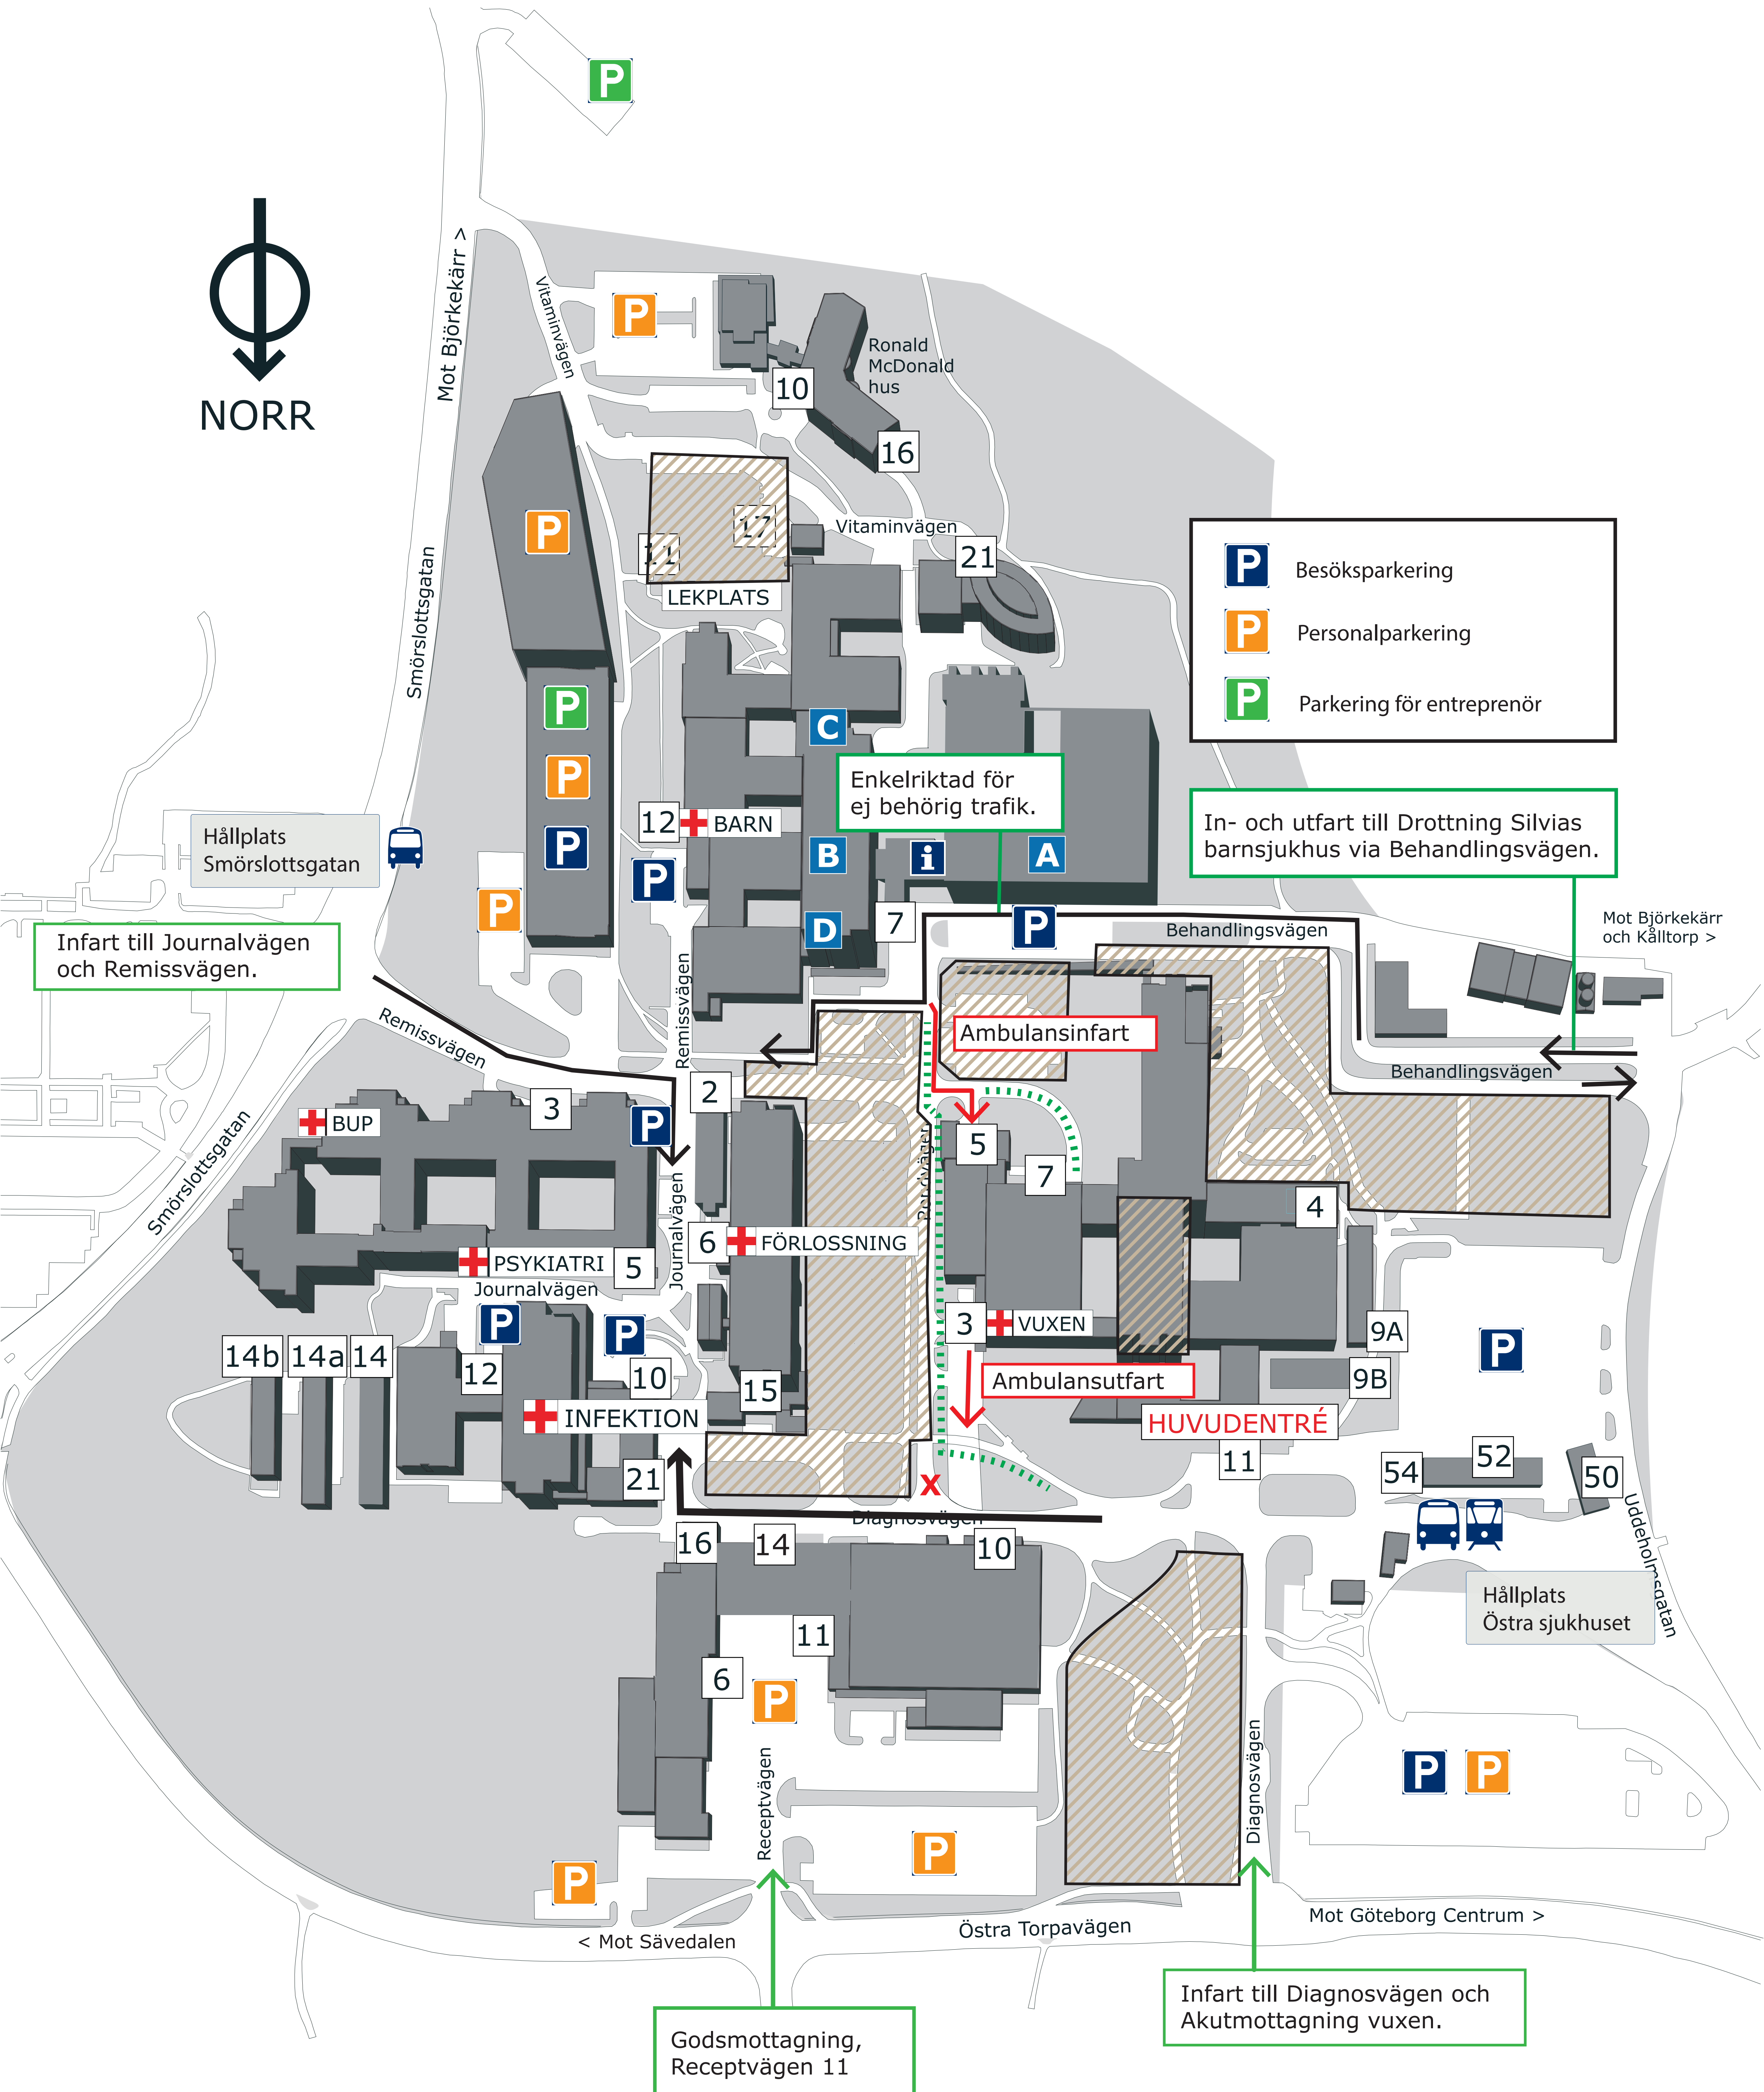 P
Mot Björkekärr >
NORR
Vitaminvägen
P
Ronald
McDonald
hus
10
16
P
17
11
Vitaminvägen
21
LEKPLATS
Smörslottsgatan
P
Besöksparkering
P
Personalparkering
P
Parkering för entreprenör
P
P
P
C
Enkelriktad för
ej behörig trafik.
In- och utfart till Drottning Silvias
barnsjukhus via Behandlingsvägen.
12
BARN
B
i
A
Hållplats
Smörslottsgatan
P
P
D
7
P
Behandlingsvägen
Mot Björkekärr
och Kålltorp >
Infart till Journalvägen
och Remissvägen.
Remissvägen
Remissvägen
Ambulansinfart
Behandlingsvägen
2
3
BUP
P
5
7
4
Smörslottsgatan
Journalvägen
6
FÖRLOSSNING
PSYKIATRI
5
Journalvägen
P
P
3
VUXEN
9A
P
14b
14a
14
12
10
15
Ambulansutfart
9B
INFEKTION
HUVUDENTRÉ
11
21
X
54
52
50
Diagnosvägen
16
14
10
Uddeholmsgatan
Hållplats
Östra sjukhuset
11
6
P
Receptvägen
Diagnosvägen
P
P
P
P
< Mot Sävedalen
Östra Torpavägen
Mot Göteborg Centrum >
Godsmottagning,
Receptvägen 11
Infart till Diagnosvägen och
Akutmottagning vuxen.